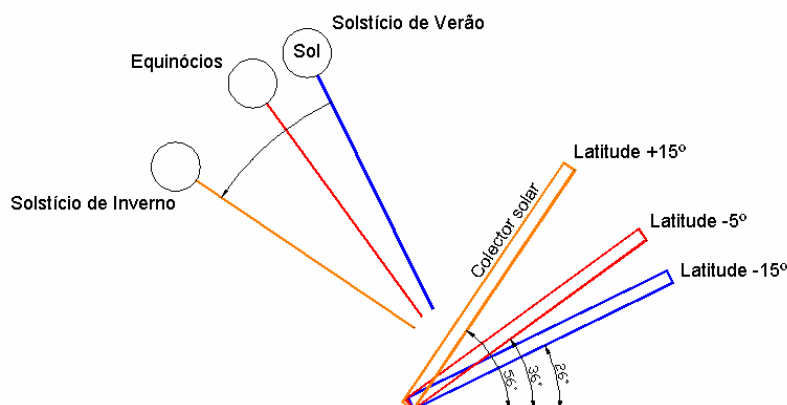 Solstício de Verão
Sol
Equinócios
Solstício de Inverno
Latitude +15º
Colector solar
Latitude -5º
Latitude -15º
56°
36°
26°